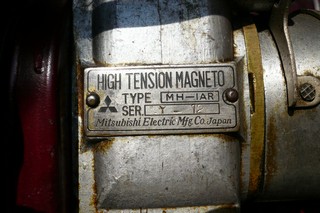 HIGH TENSION MAGNETO
TYPE MH-1AR
SER Y
Mitsubishi Electric Mfg Co. Japan